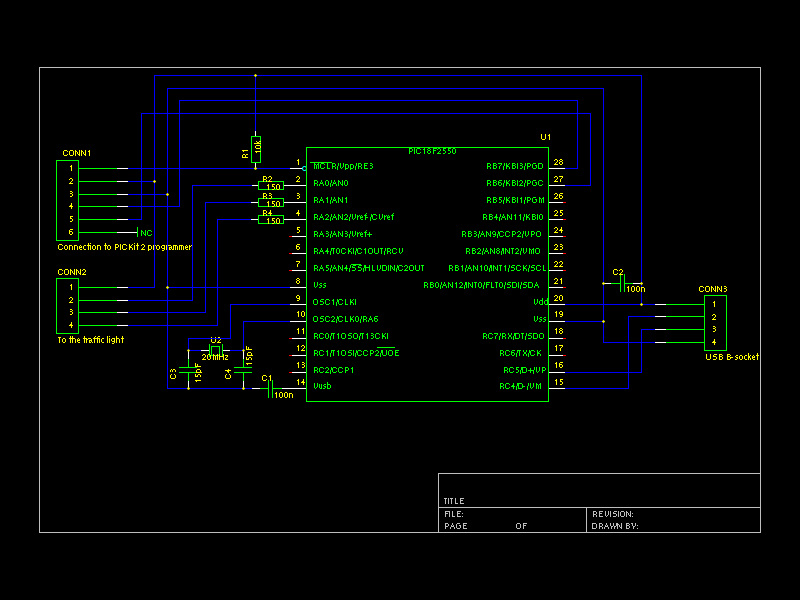 CONN1
1
2
3
4
5
6
NC
Connection to PICKit 2 programmer
CONN2
1
2
3
4
To the traffic light
R1
10k
R2
150
R3
150
R4
150
U1
PIC18F2550
1 MCLR/Vpp/RE3
2 RA0/AN0
3 RA1/AN1
4 RA2/AN2/Vref-/CVref
5 RA3/AN3/Vref+
6 RA4/T0CKI/C1OUT/RCV
7 RA5/AN4/SS/HLVDIN/C2OUT
8 Vss
9 OSC1/CLKI
10 OSC2/CLKO/RA6
11 RC0/T1OSO/T13CKI
12 RC1/T1OSI/CCP2/UOE
13 RC2/CCP1
14 Vusb
RB7/KBI3/PGD 28
RB6/KBI2/PGC 27
RB5/KBI1/PGM 26
RB4/AN11/KBI0 25
RB3/AN9/CCP2/VPO 24
RB2/AN8/INT2/VMO 23
RB1/AN10/INT1/SCK/SCL 22
RB0/AN12/INT0/FLT0/SDI/SDA 21
Vdd 20
Vss 19
RC7/RX/DT/SDO 18
RC6/TX/CK 17
RC5/D+/VP 16
RC4/D-/VM 15
U2
20MHz
C3
15pF
C4
15pF
C1
100n
C2
100n
CONN3
1
2
3
4
USB B-socket
TITLE
FILE:
REVISION:
PAGE OF
DRAWN BY: